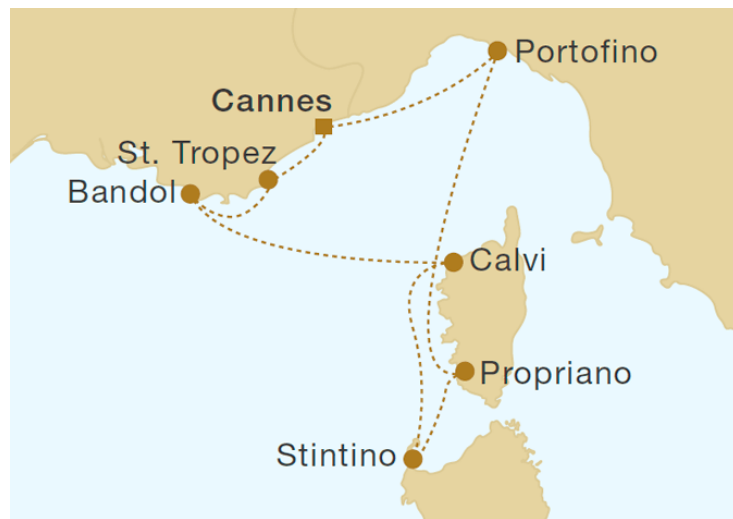 Portofino
Cannes
St. Tropez
Bandol
Calvi
Propriano
Stintino